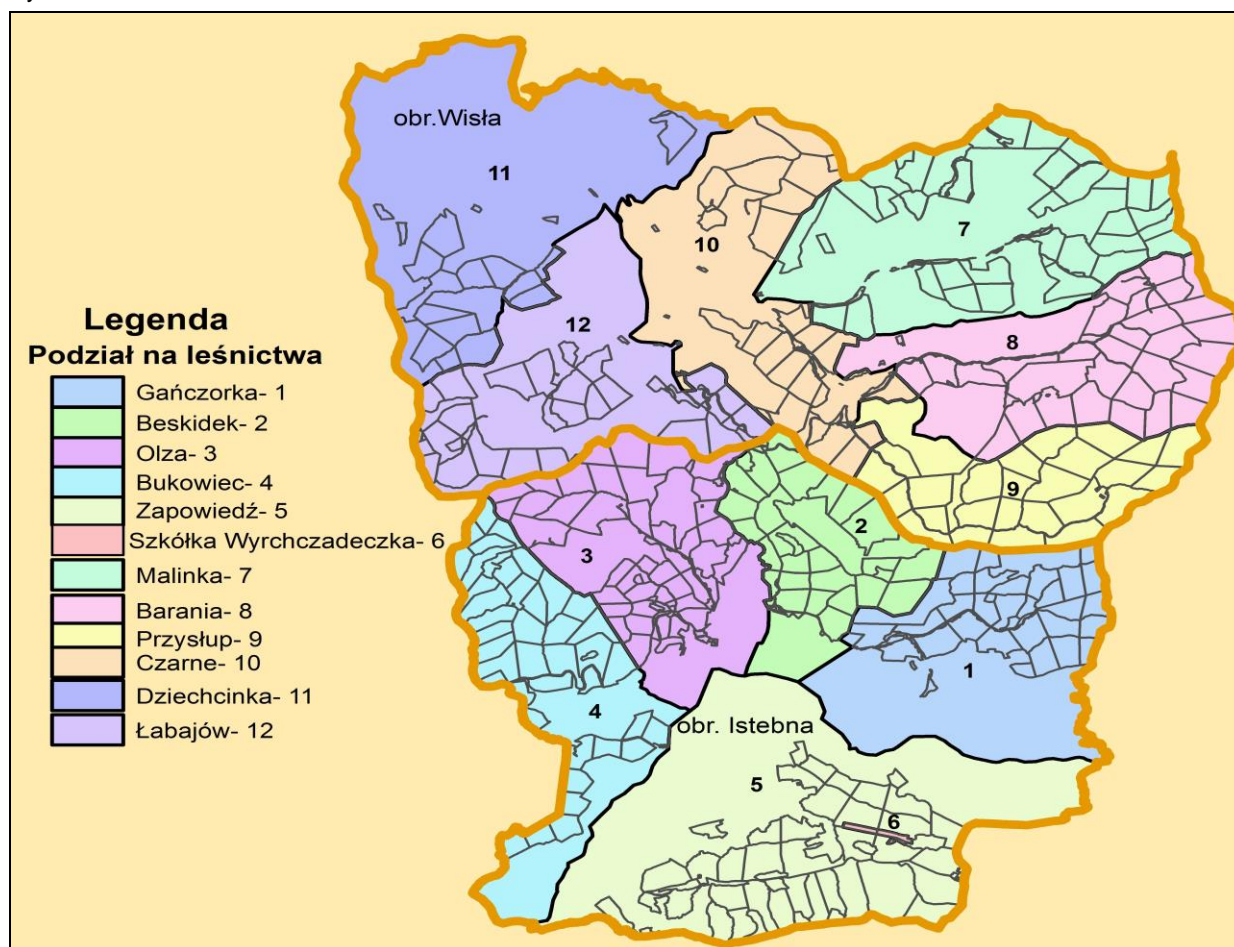 obr.Wisła
11
10
7
12
8
9
2
3
1
4
obr. Istebna
5
6
Legenda
Podział na leśnictwa
Gańczorka- 1
Beskidek- 2
Olza- 3
Bukowiec- 4
Zapowiedź- 5
Szkółka Wyrchczadeczka- 6
Malinka- 7
Barania- 8
Przysłup- 9
Czarne- 10
Dziechcinka- 11
Łabajów- 12